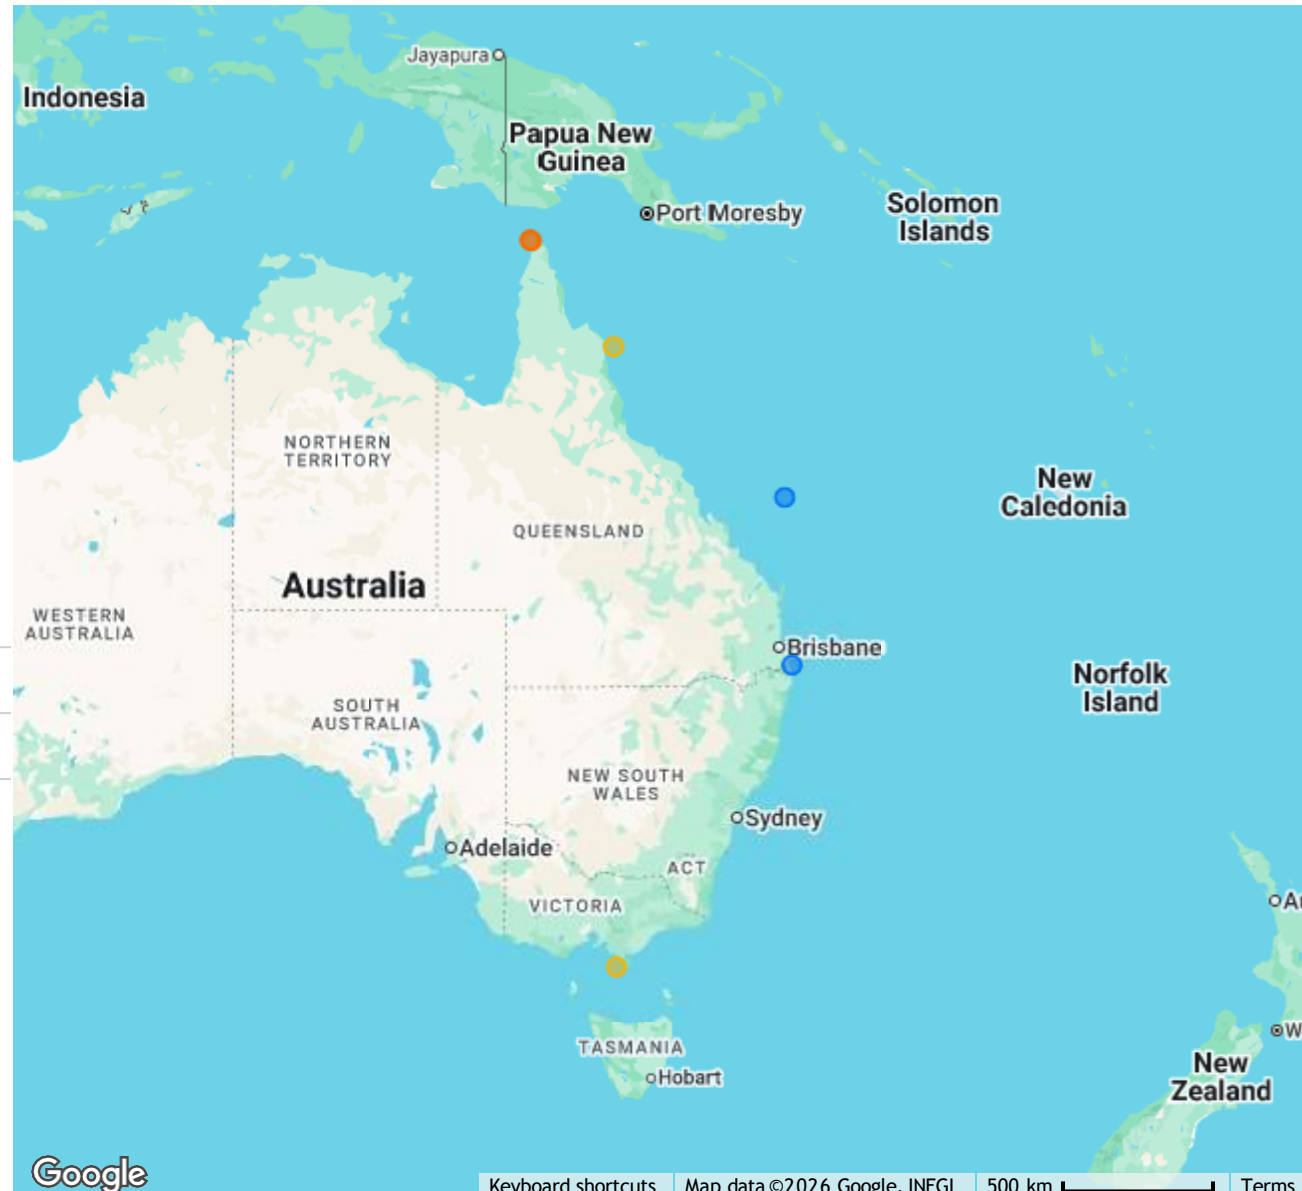 Jayapura
Indonesia
Papua New
Guinea
Port Moresby
Solomon
Islands
NORTHERN
TERRITORY
New
Caledonia
QUEENSLAND
Australia
WESTERN
AUSTRALIA
Brisbane
Norfolk
Island
SOUTH
AUSTRALIA
NEW SOUTH
WALES
Sydney
Adelaide
ACT
VICTORIA
A
W
TASMANIA
Hobart
New
Zealand
Google
Keyboard shortcuts Map data ©2026 Google, INEGI 500 km Terms